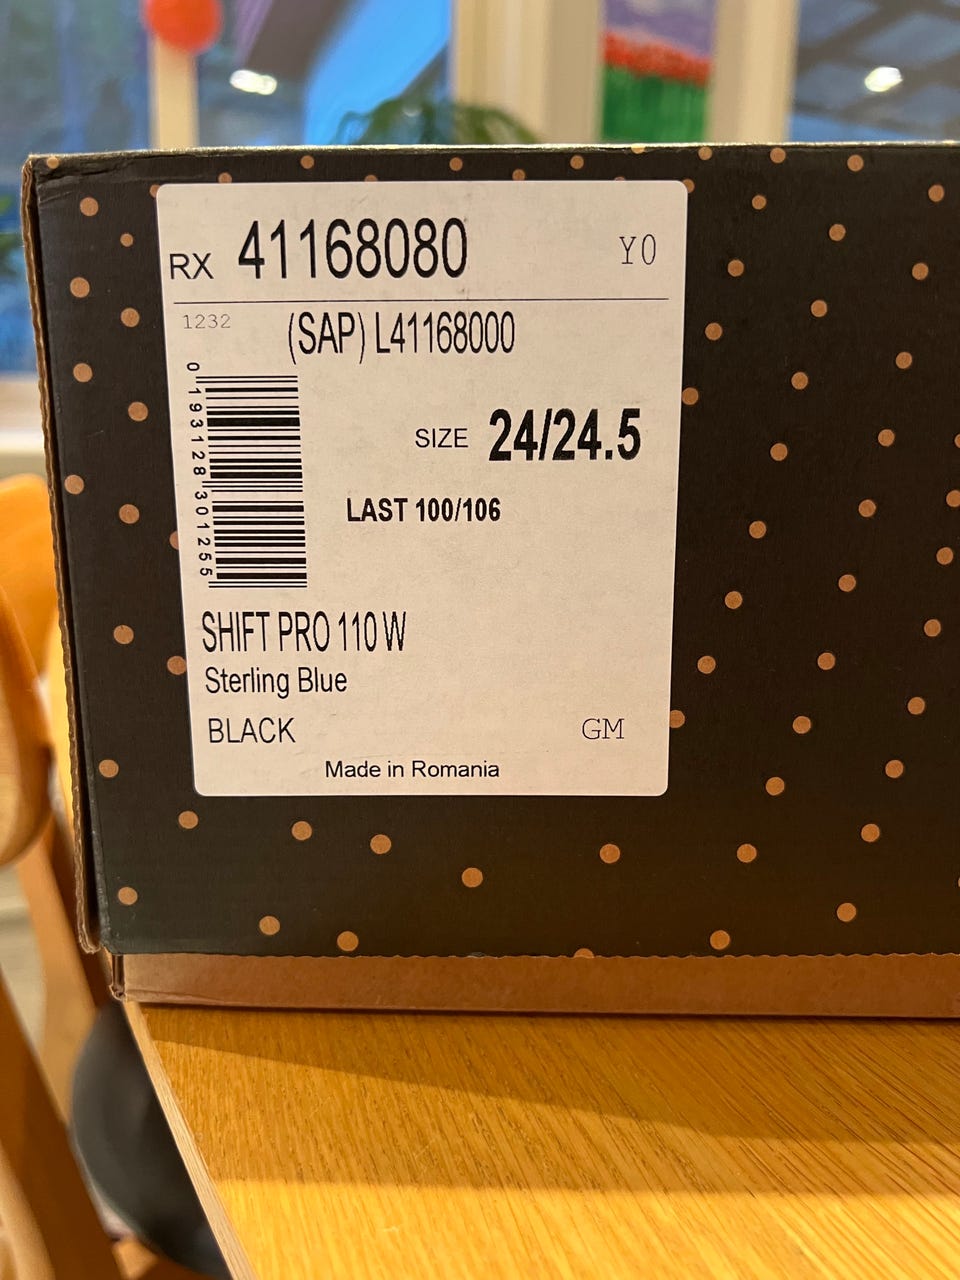 RX 41168080 Y0
1232 (SAP) L41168000
0 193128 301255
SIZE 24/24.5
LAST 100/106
SHIFT PRO 110 W
Sterling Blue
BLACK GM
Made in Romania